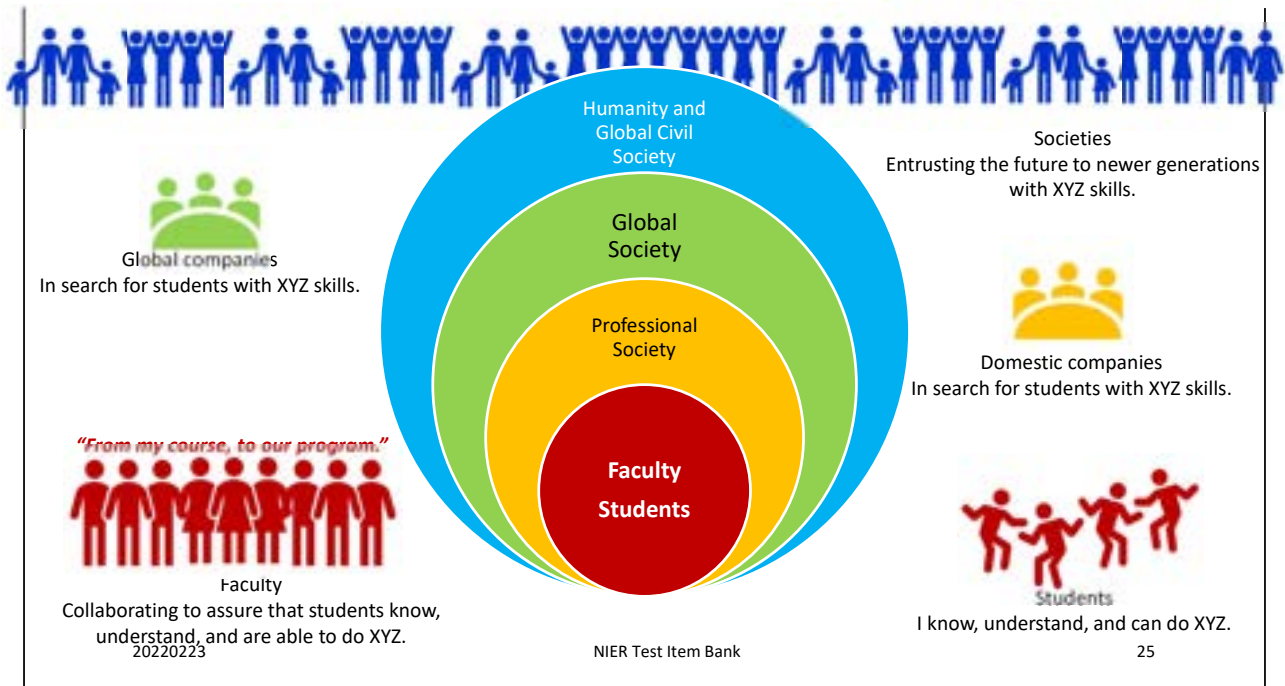 Humanity and
Global Civil
Society
Societies
Entrusting the future to newer generations
with XYZ skills.
Global
Society
Global companies
In search for students with XYZ skills.
Professional
Society
Domestic companies
In search for students with XYZ skills.
"From my course, to our program."
Faculty
Students
Faculty
Collaborating to assure that students know,
understand, and are able to do XYZ.
Students
I know, understand, and can do XYZ.
20220223
NIER Test Item Bank
25